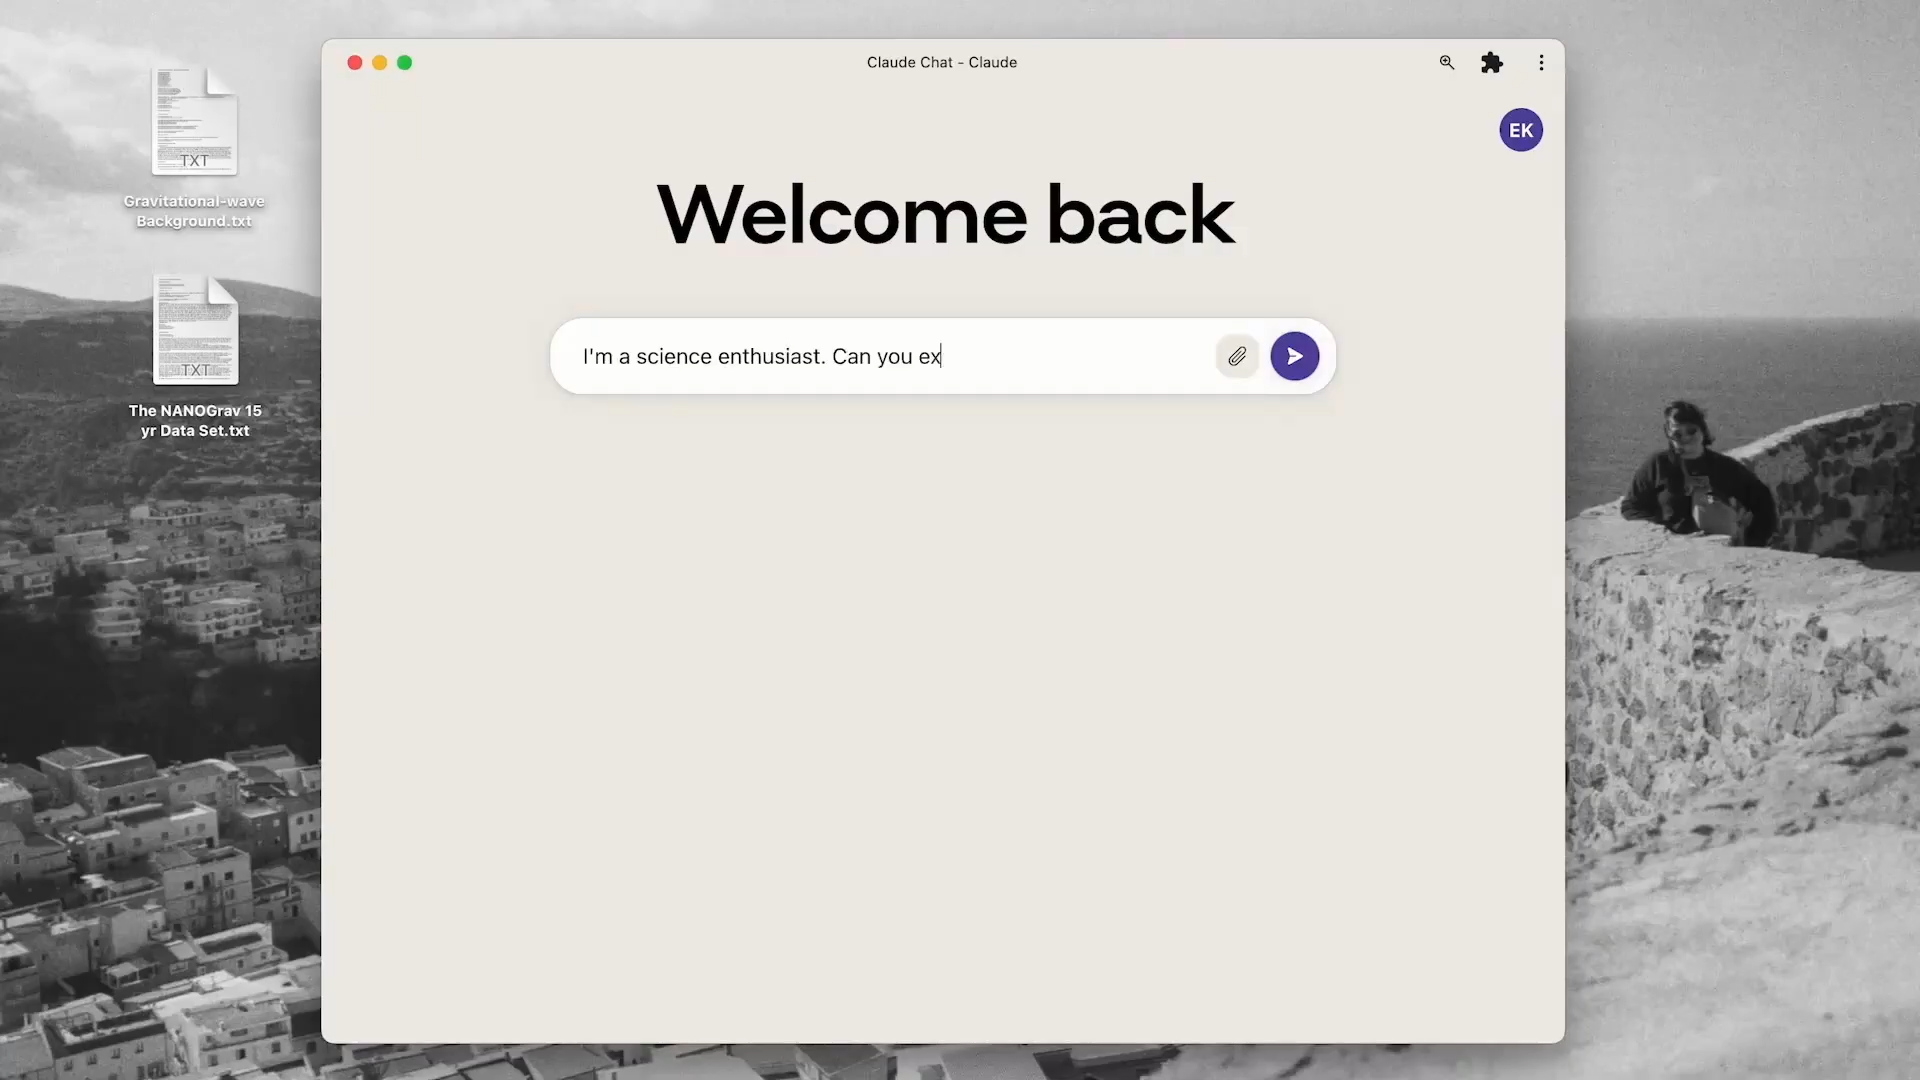 Claude Chat - Claude
EK
Welcome back
I'm a science enthusiast. Can you ex
TXT
Gravitational-wave
Background.txt
TXT
The NANOGrav 15
yr Data Set.txt